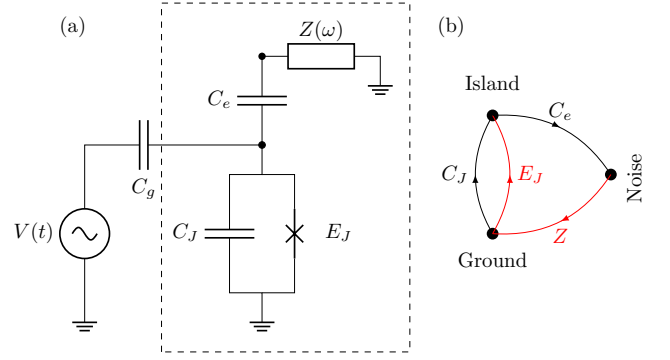 (a)
Z(ω)
C_e
C_g
V(t)
C_J
E_J
(b)
Island
C_e
C_J
E_J
Noise
Z
Ground